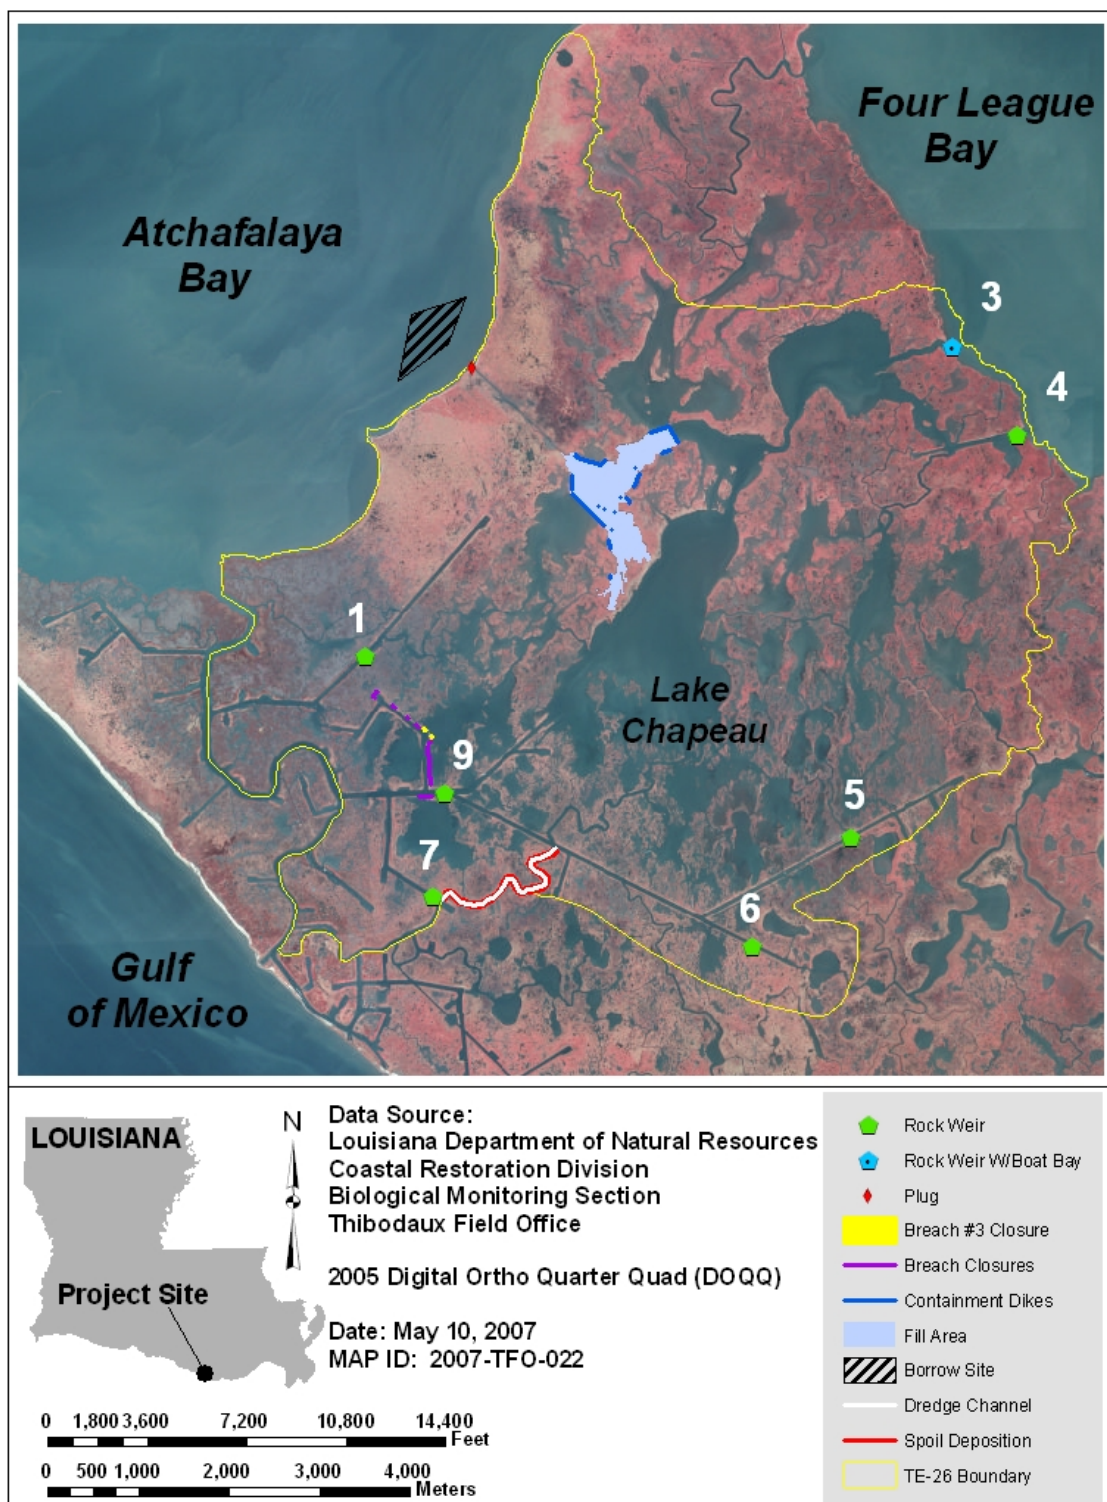 Four League
Bay
Atchafalaya
Bay
3
4
1
Lake
Chapeau
9
5
7
6
Gulf
of Mexico
LOUISIANA
Project Site
N
Data Source:
Louisiana Department of Natural Resources
Coastal Restoration Division
Biological Monitoring Section
Thibodaux Field Office
2005 Digital Ortho Quarter Quad (DOQQ)
Date: May 10, 2007
MAP ID: 2007-TFO-022
0 1,800 3,600 7,200 10,800 14,400
Feet
0 500 1,000 2,000 3,000 4,000
Meters
Rock Weir
Rock Weir W/Boat Bay
Plug
Breach #3 Closure
Breach Closures
Containment Dikes
Fill Area
Borrow Site
Dredge Channel
Spoil Deposition
TE-26 Boundary